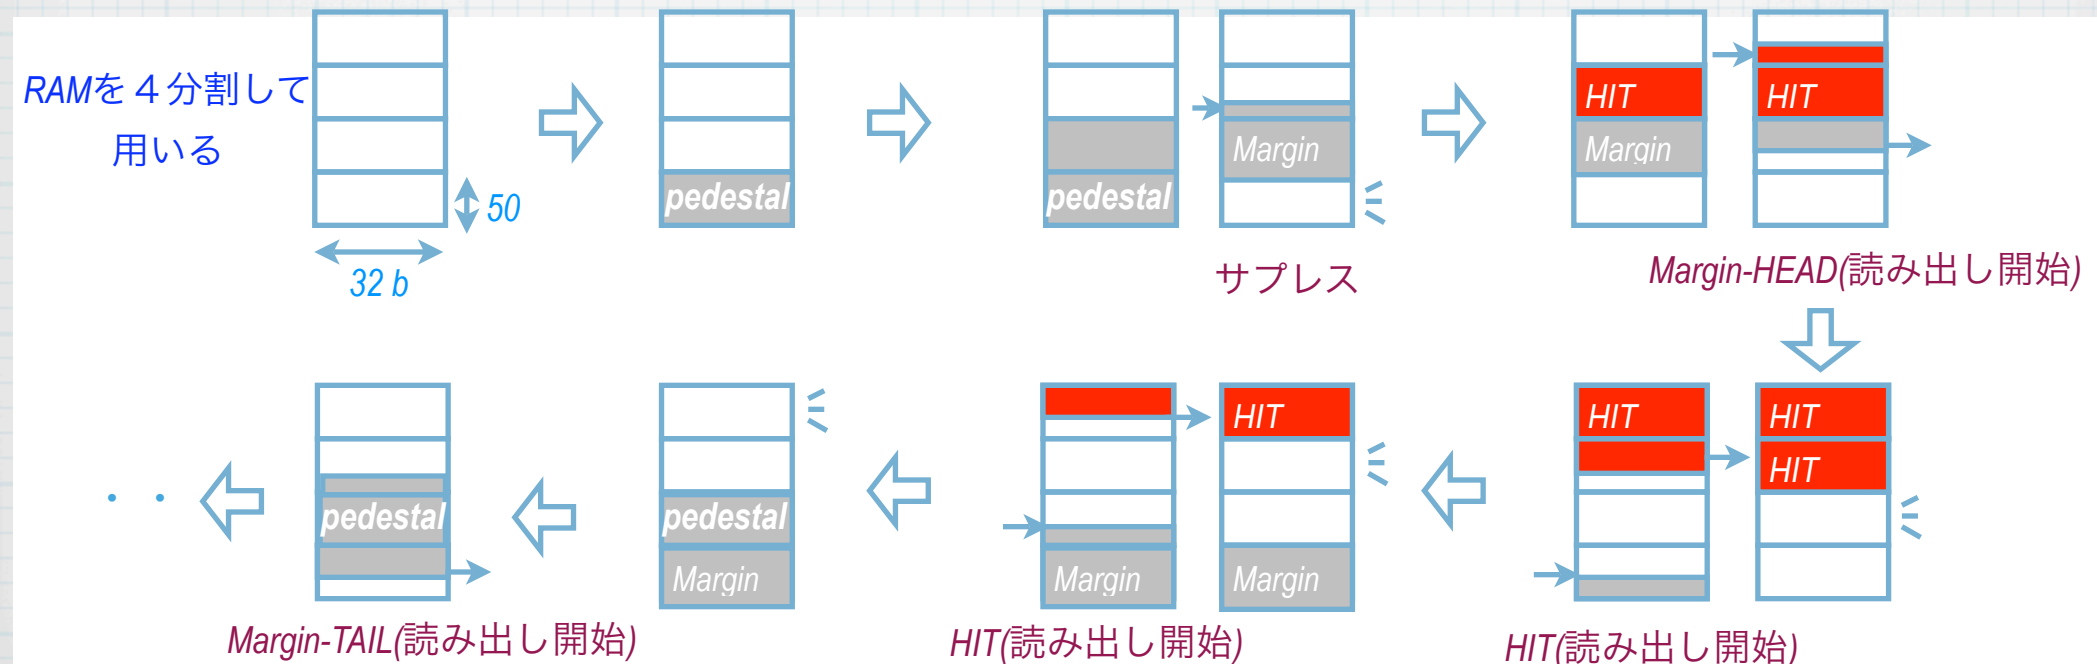 RAMを４分割して
用いる
50
32 b
pedestal
pedestal
Margin
サプレス
HIT
Margin
HIT
Margin-HEAD(読み出し開始)
HIT
HIT
HIT
HIT(読み出し開始)
HIT
Margin
Margin
HIT(読み出し開始)
pedestal
Margin
pedestal
Margin-TAIL(読み出し開始)
・・